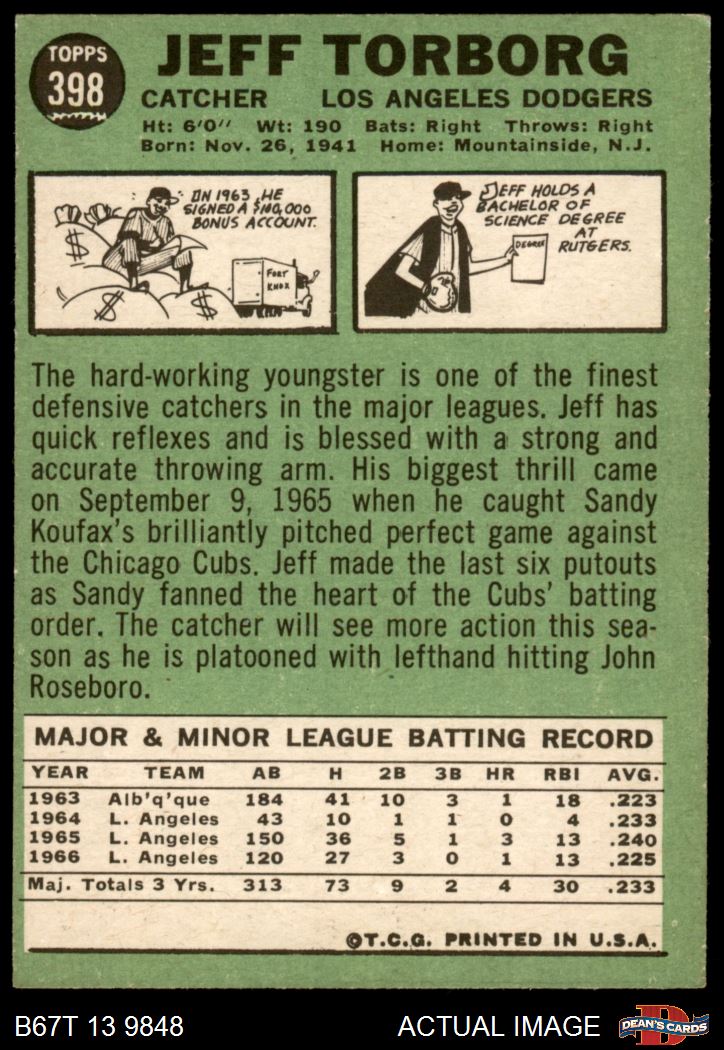 TOPPS
398
JEFF TORBORG
CATCHER LOS ANGELES DODGERS
Ht: 6'0" Wt: 190 Bats: Right Throws: Right
Born: Nov. 26, 1941 Home: Mountainside, N.J.
IN 1963 HE
SIGNED A $100,000
BONUS ACCOUNT.
$
$
$
FORT
KNOX
JEFF HOLDS A
BACHELOR OF
SCIENCE DEGREE
AT
RUTGERS.
DEGREE
The hard-working youngster is one of the finest
defensive catchers in the major leagues. Jeff has
quick reflexes and is blessed with a strong and
accurate throwing arm. His biggest thrill came
on September 9, 1965 when he caught Sandy
Koufax's brilliantly pitched perfect game against
the Chicago Cubs. Jeff made the last six putouts
as Sandy fanned the heart of the Cubs' batting
order. The catcher will see more action this sea-
son as he is platooned with lefthand hitting John
Roseboro.
MAJOR & MINOR LEAGUE BATTING RECORD
YEAR TEAM AB H 2B 3B HR RBI AVG.
1963 Alb'q'que 184 41 10 3 1 18 .223
1964 L. Angeles 43 10 1 1 0 4 .233
1965 L. Angeles 150 36 5 1 3 13 .240
1966 L. Angeles 120 27 3 0 1 13 .225
Maj. Totals 3 Yrs. 313 73 9 2 4 30 .233
©T.C.G. PRINTED IN U.S.A.
B67T 13 9848 ACTUAL IMAGE
D
DEAN'S CARDS